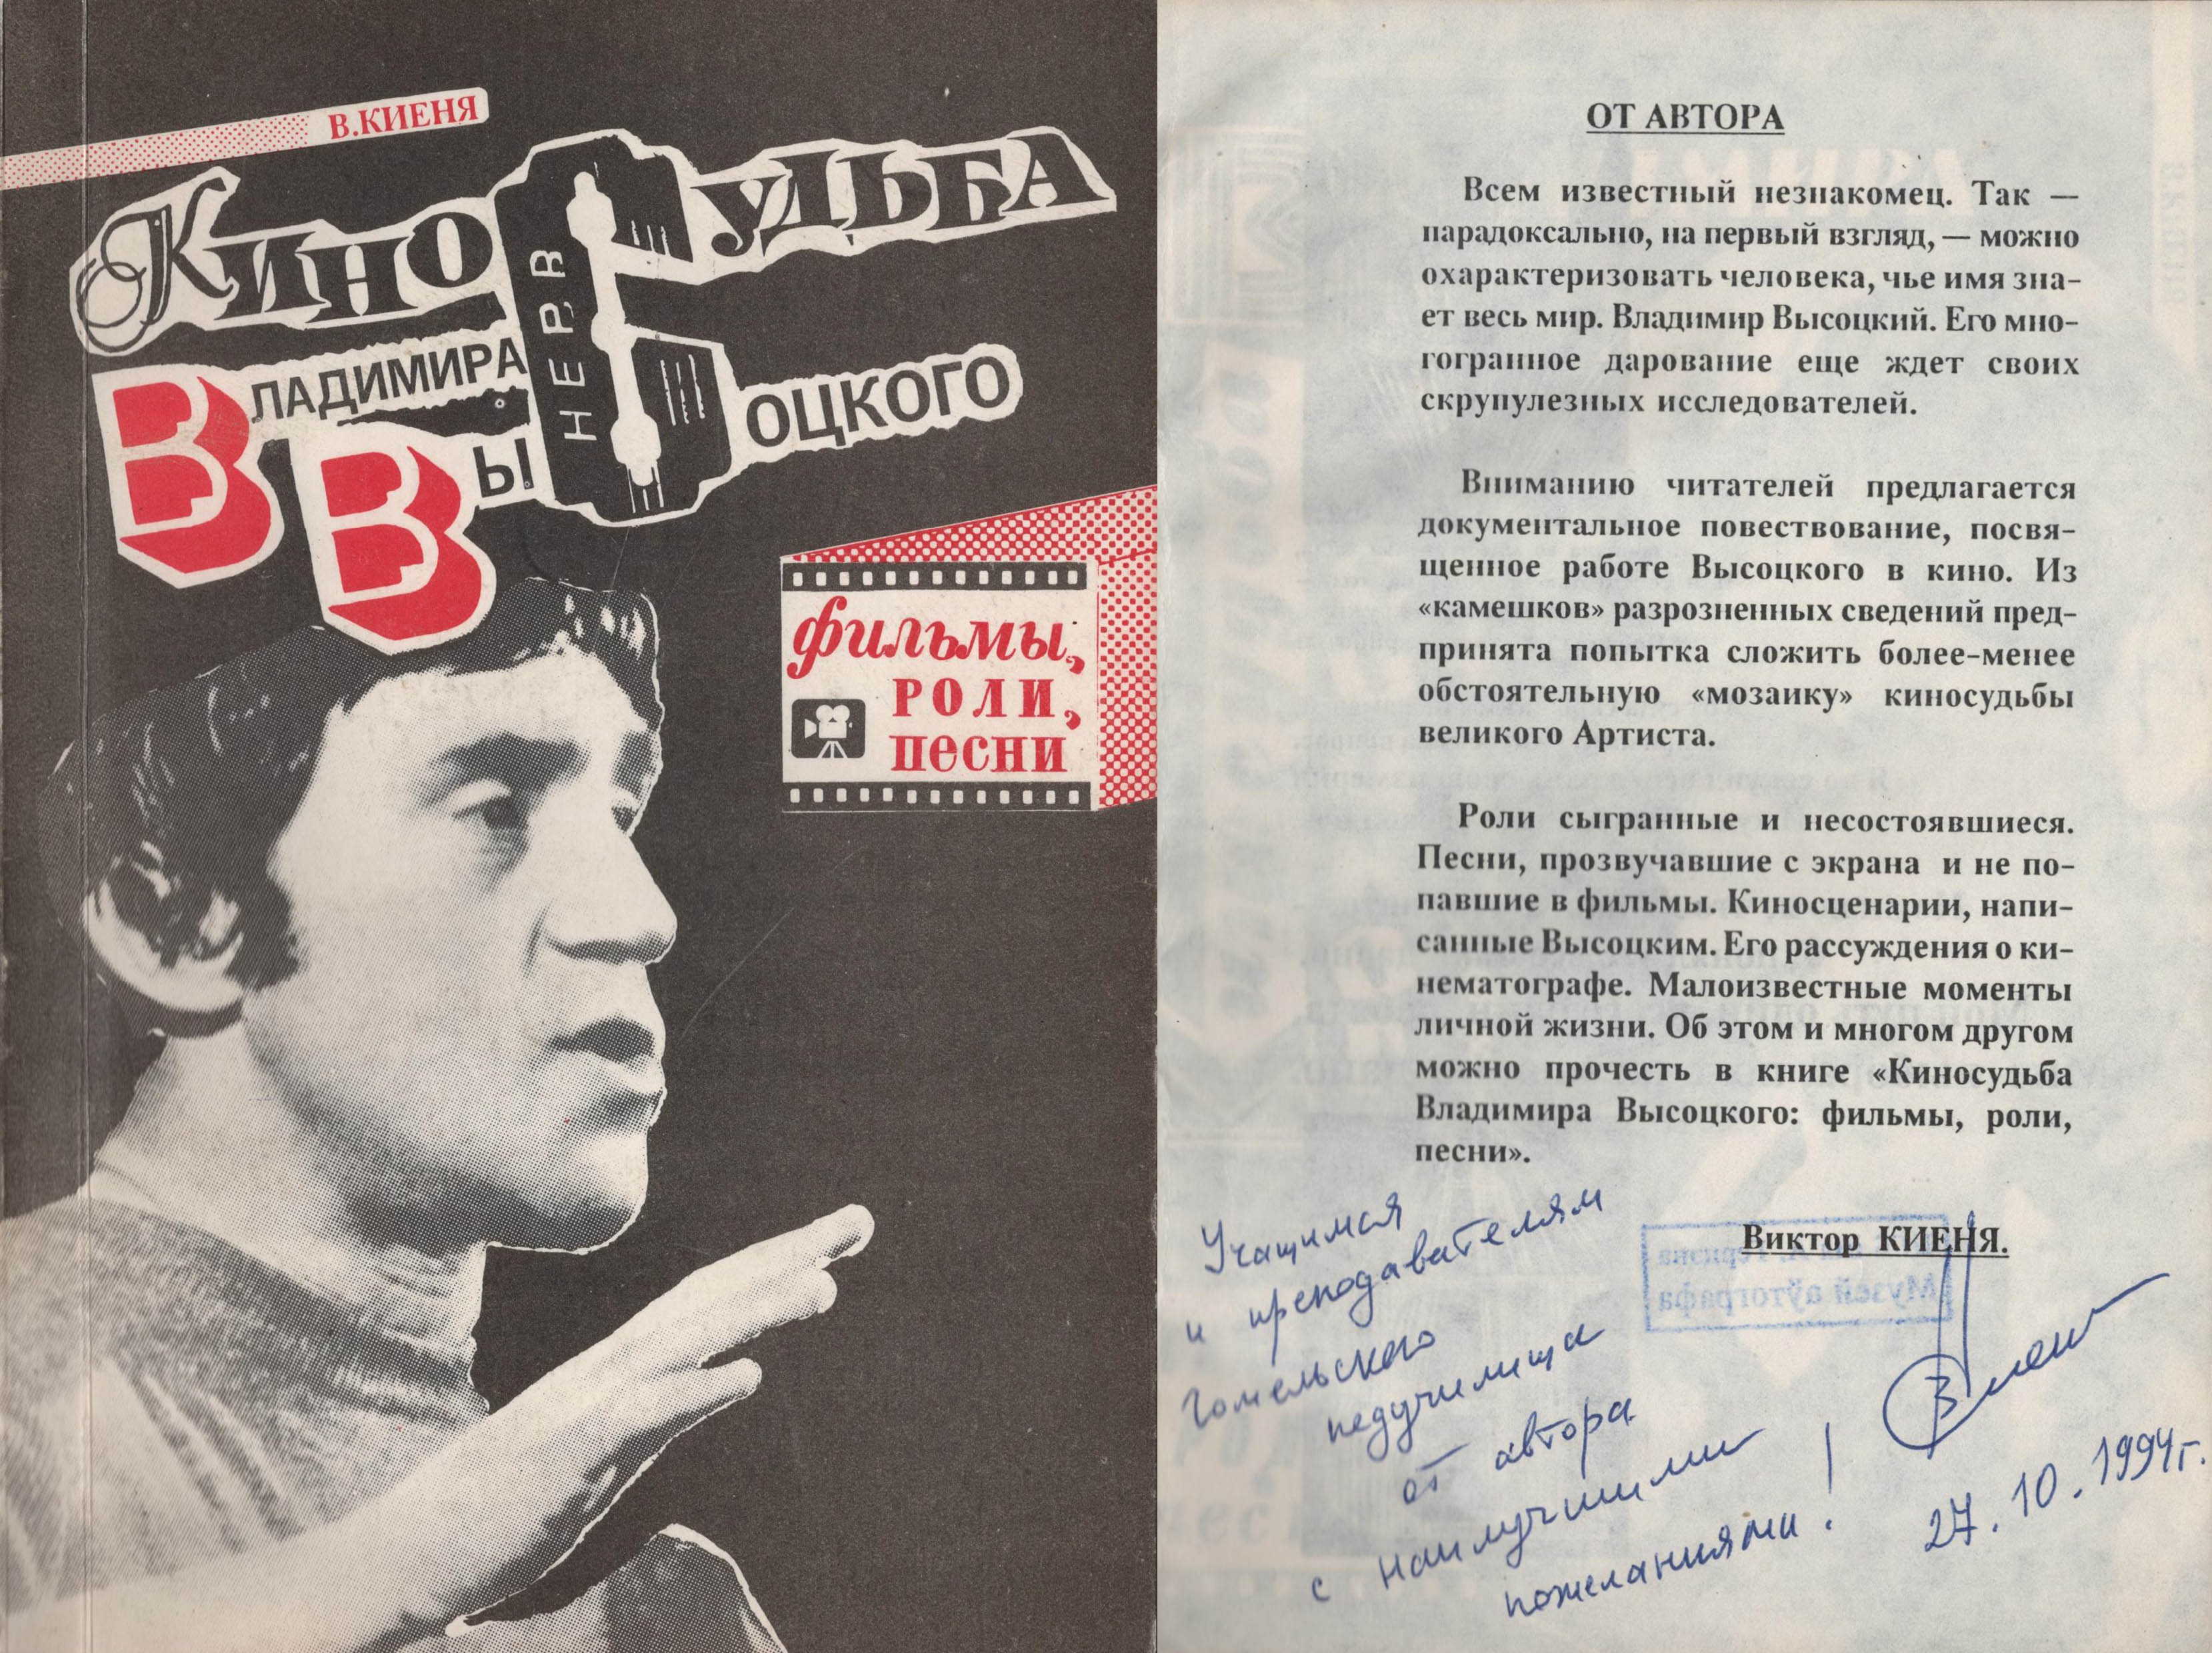 В.КИЕНЯ
КИНОСУДЬБА
ВЛАДИМИРА
ВЫСОЦКОГО
НЕРВ
фильмы,
роли,
песни
ОТ АВТОРА
Всем известный незнакомец. Так —
парадоксально, на первый взгляд, — можно
охарактеризовать человека, чье имя зна-
ет весь мир. Владимир Высоцкий. Его мно-
гогранное дарование еще ждет своих
скрупулезных исследователей.
Вниманию читателей предлагается
документальное повествование, посвя-
щенное работе Высоцкого в кино. Из
«камешков» разрозненных сведений пред-
принята попытка сложить более-менее
обстоятельную «мозаику» киносудьбы
великого Артиста.
Роли сыгранные и несостоявшиеся.
Песни, прозвучавшие с экрана и не по-
павшие в фильмы. Киносценарии, напи-
санные Высоцким. Его рассуждения о ки-
нематографе. Малоизвестные моменты
личной жизни. Об этом и многом другом
можно прочесть в книге «Киносудьба
Владимира Высоцкого: фильмы, роли,
песни».
Виктор КИЕНЯ.
Музей аўтографа
Учащимся
и преподавателям
Гомельского
педучилища
от автора
с наилучшими
пожеланиями!
27.10.1994г.